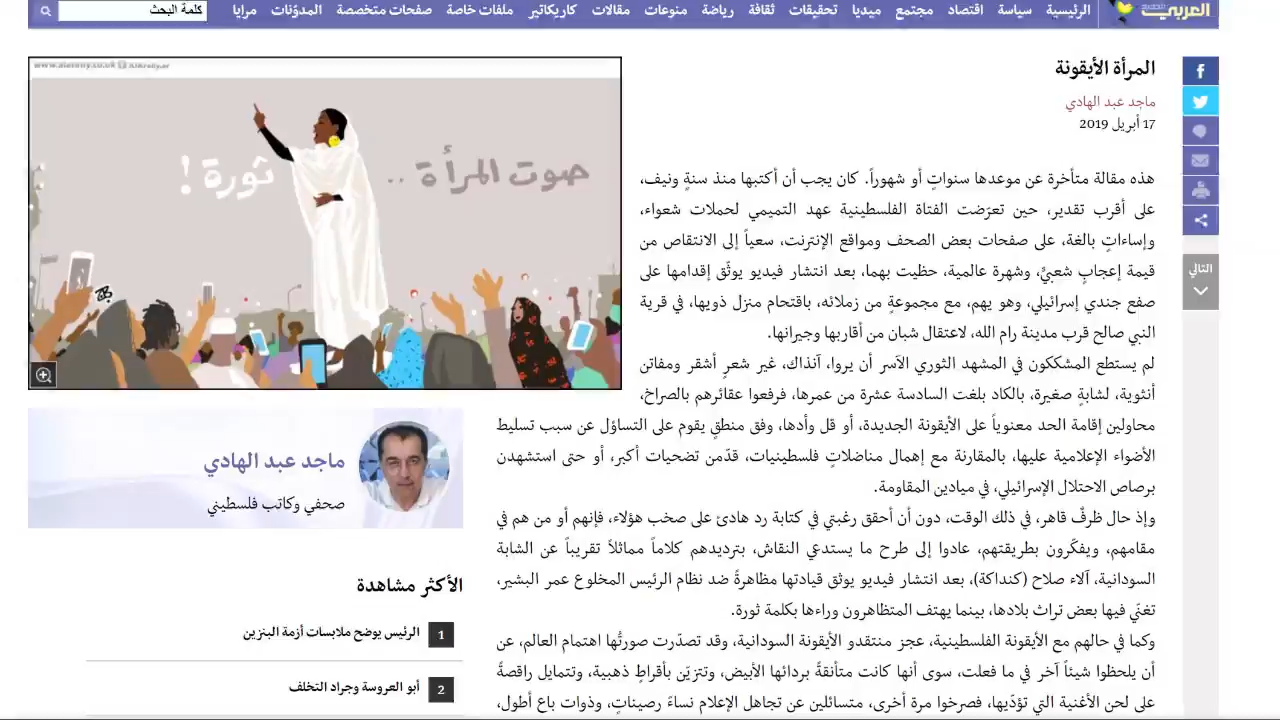 العربي
الرئيسية سياسة اقتصاد مجتمع ميديا تحقيقات ثقافة رياضة منوعات مقالات كاريكاتير ملفات خاصة صفحات متخصصة المدوّنات مرايا
كلمة البحث
المرأة الأيقونة
ماجد عبد الهادي
17 أبريل 2019
هذه مقالة متأخرة عن موعدها سنواتٍ أو شهوراً. كان يجب أن أكتبها منذ سنةٍ ونيف،
على أقرب تقدير، حين تعرّضت الفتاة الفلسطينية عهد التميمي لحملات شعواء،
وإساءاتٍ بالغة، على صفحات بعض الصحف ومواقع الإنترنت، سعياً إلى الانتقاص من
قيمة إعجابٍ شعبيٍّ، وشهرة عالمية، حظيت بهما، بعد انتشار فيديو يوثّق إقدامها على
صفع جندي إسرائيلي، وهو يهم، مع مجموعةٍ من زملائه، باقتحام منزل ذويها، في قرية
النبي صالح قرب مدينة رام الله، لاعتقال شبان من أقاربها وجيرانها.
لم يستطع المشككون في المشهد الثوري الآسر أن يروا، آنذاك، غير شعرٍ أشقر ومفاتن
أنثوية، لشابةٍ صغيرة، بالكاد بلغت السادسة عشرة من عمرها، فرفعوا عقائرهم بالصراخ،
محاولين إقامة الحد معنوياً على الأيقونة الجديدة، أو قل وأدها، وفق منطقٍ يقوم على التساؤل عن سبب تسليط
الأضواء الإعلامية عليها، بالمقارنة مع إهمال مناضلاتٍ فلسطينيات، قدّمن تضحيات أكبر، أو حتى استشهدن
برصاص الاحتلال الإسرائيلي، في ميادين المقاومة.
وإذ حال ظرفٌ قاهر، في ذلك الوقت، دون أن أحقق رغبتي في كتابة رد هادئ على صخب هؤلاء، فإنهم أو من هم في
مقامهم، ويفكّرون بطريقتهم، عادوا إلى طرح ما يستدعي النقاش، بترديدهم كلاماً مماثلاً تقريباً عن الشابة
السودانية، آلاء صلاح (كنداكة)، بعد انتشار فيديو يوثق قيادتها مظاهرةً ضد نظام الرئيس المخلوع عمر البشير،
تغنّي فيها بعض تراث بلادها، بينما يهتف المتظاهرون وراءها بكلمة ثورة.
وكما في حالهم مع الأيقونة الفلسطينية، عجز منتقدو الأيقونة السودانية، وقد تصدّرت صورتُها اهتمام العالم، عن
أن يلحظوا شيئاً آخر في ما فعلت، سوى أنها كانت متأنقةً بردائها الأبيض، وتتزيّن بأقراطٍ ذهبية، وتتمايل راقصةً
على لحن الأغنية التي تؤدّيها، فصرخوا مرة أخرى، متسائلين عن تجاهل الإعلام نساءً رصيناتٍ، وذوات باع أطول،
صوت المرأة .. ثورة!
ماجد عبد الهادي
صحفي وكاتب فلسطيني
الأكثر مشاهدة
1 الرئيس يوضح ملابسات أزمة البنزين
2 أبو العروسة وجراد التخلف
التالي